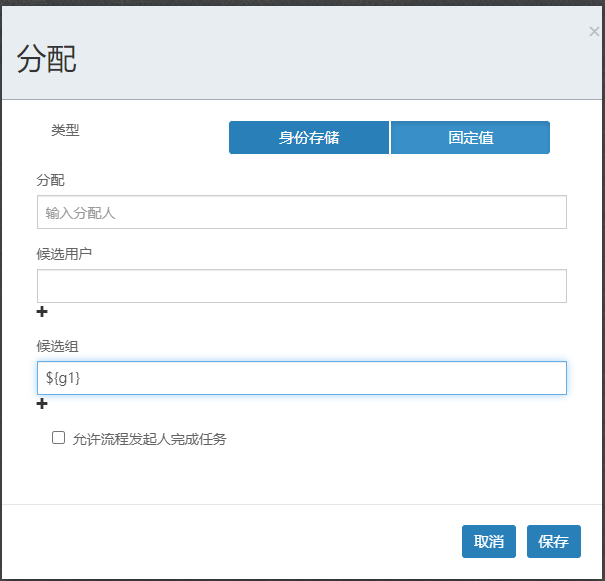 ×
分配
类型
身份存储 固定值
分配
输入分配人
候选用户
+
候选组
${g1}
+
允许流程发起人完成任务
取消 保存